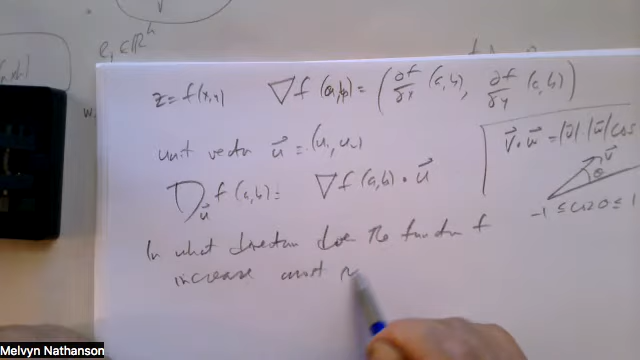 e₁ ∈ ℝ^k
z = f(x,y) ∇f (a,b) = (∂f/∂x (a,b), ∂f/∂y (a,b))
unit vector u⃗ = (u₁, u₂)
D_u⃗ f (a,b) = ∇f (a,b) • u⃗
v⃗ • w⃗ = |v⃗| • |w⃗| cos
v⃗
θ
-1 ≤ cos θ ≤ 1
In what direction does the function f
increase most
Melvyn Nathanson